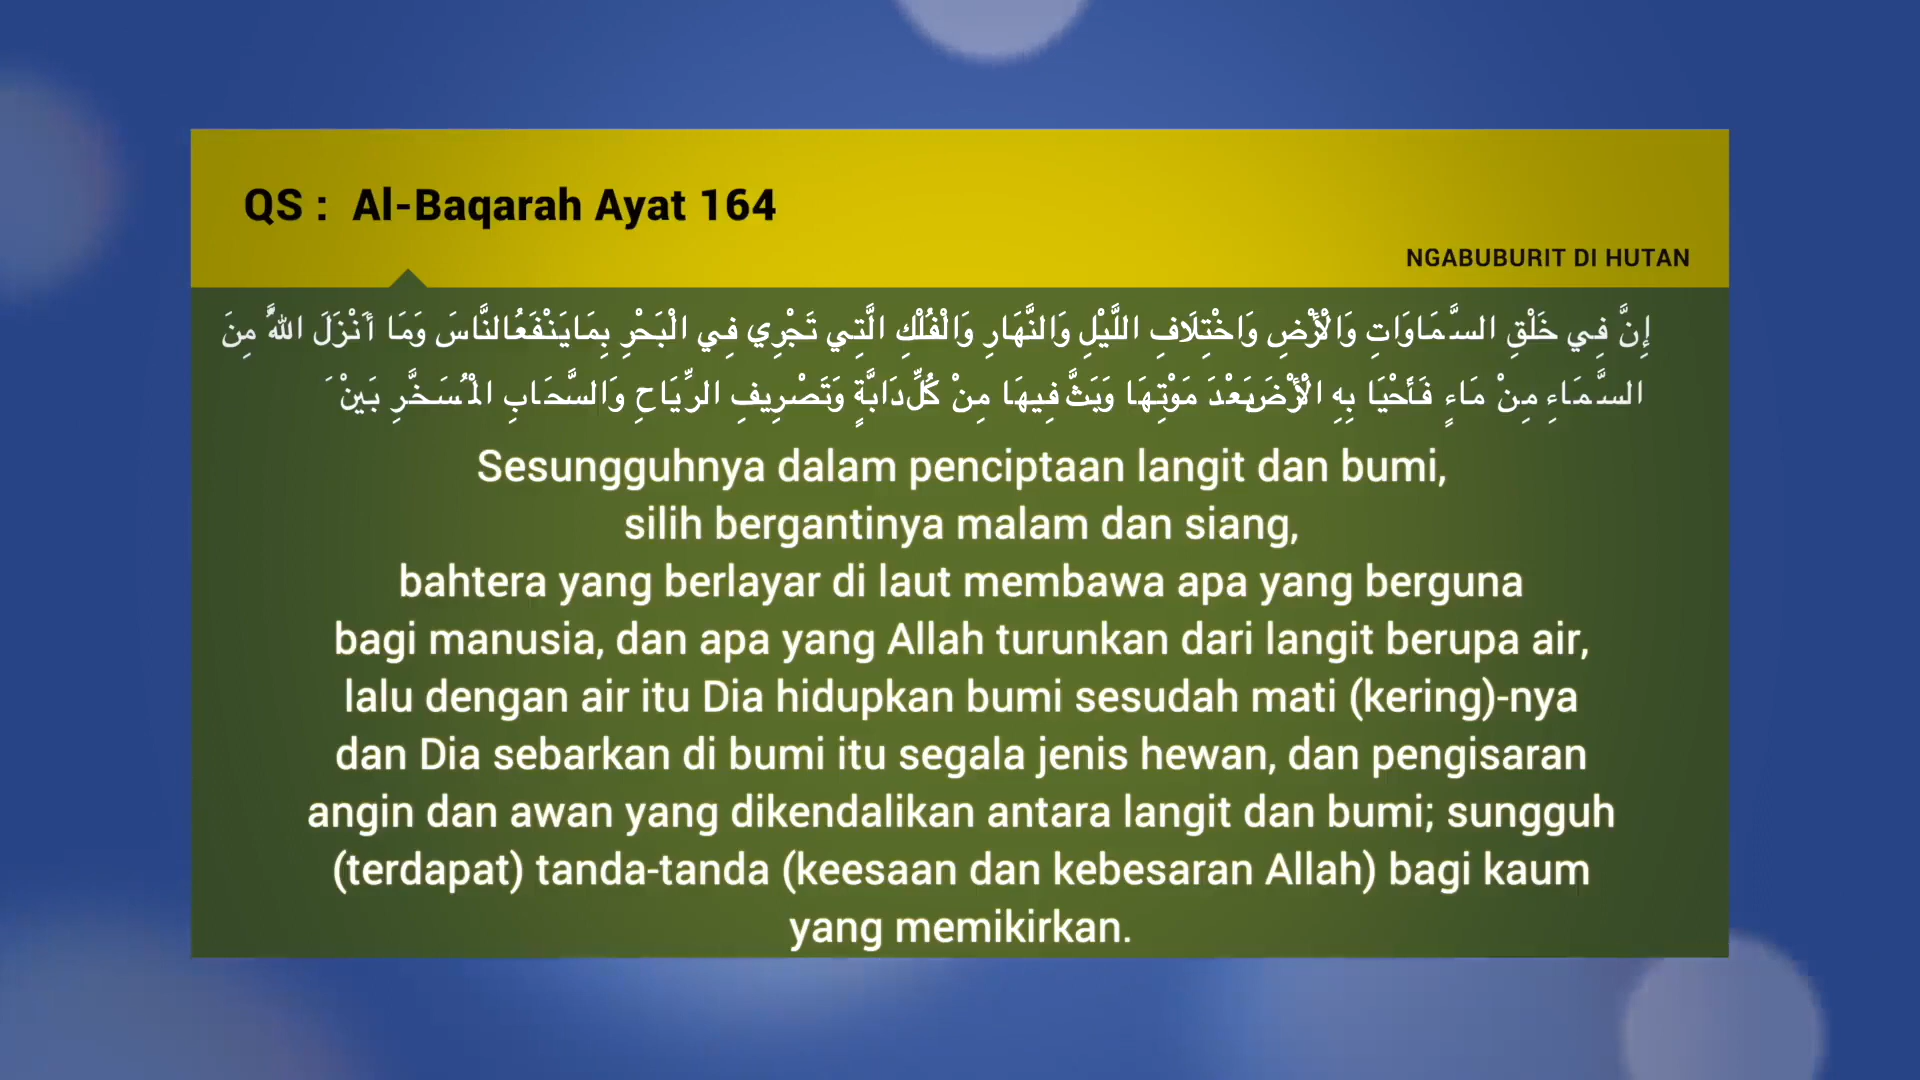 QS : Al-Baqarah Ayat 164
NGABUBURIT DI HUTAN
إِنَّ فِي خَلْقِ السَّمَاوَاتِ وَالْأَرْضِ وَاخْتِلَافِ اللَّيْلِ وَالنَّهَارِ وَالْفُلْكِ الَّتِي تَجْرِي فِي الْبَحْرِ بِمَايَنْفَعُالنَّاسَ وَمَا أَنْزَلَ اللهُ مِنَ
السَّمَاءِ مِنْ مَاءٍ فَأَحْيَا بِهِ الْأَرْضَبَعْدَ مَوْتِهَا وَبَثَّ فِيهَا مِنْ كُلِّدَابَّةٍ وَتَصْرِيفِ الرِّيَاحِ وَالسَّحَابِ الْمُسَخَّرِ بَيْنَ
Sesungguhnya dalam penciptaan langit dan bumi,
silih bergantinya malam dan siang,
bahtera yang berlayar di laut membawa apa yang berguna
bagi manusia, dan apa yang Allah turunkan dari langit berupa air,
lalu dengan air itu Dia hidupkan bumi sesudah mati (kering)-nya
dan Dia sebarkan di bumi itu segala jenis hewan, dan pengisaran
angin dan awan yang dikendalikan antara langit dan bumi; sungguh
(terdapat) tanda-tanda (keesaan dan kebesaran Allah) bagi kaum
yang memikirkan.